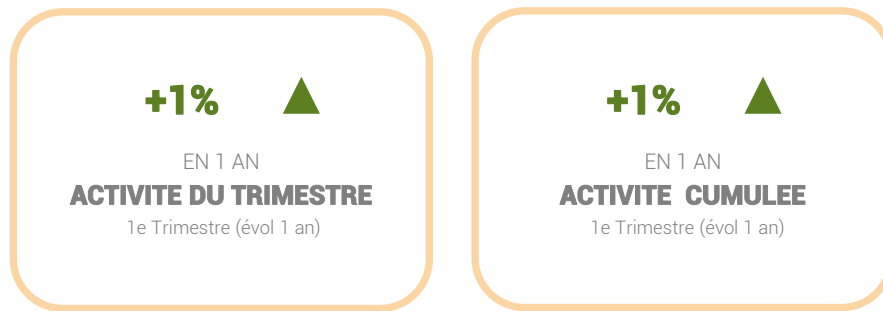 +1%
EN 1 AN
ACTIVITE DU TRIMESTRE
1e Trimestre (évol 1 an)
+1%
EN 1 AN
ACTIVITE CUMULEE
1e Trimestre (évol 1 an)